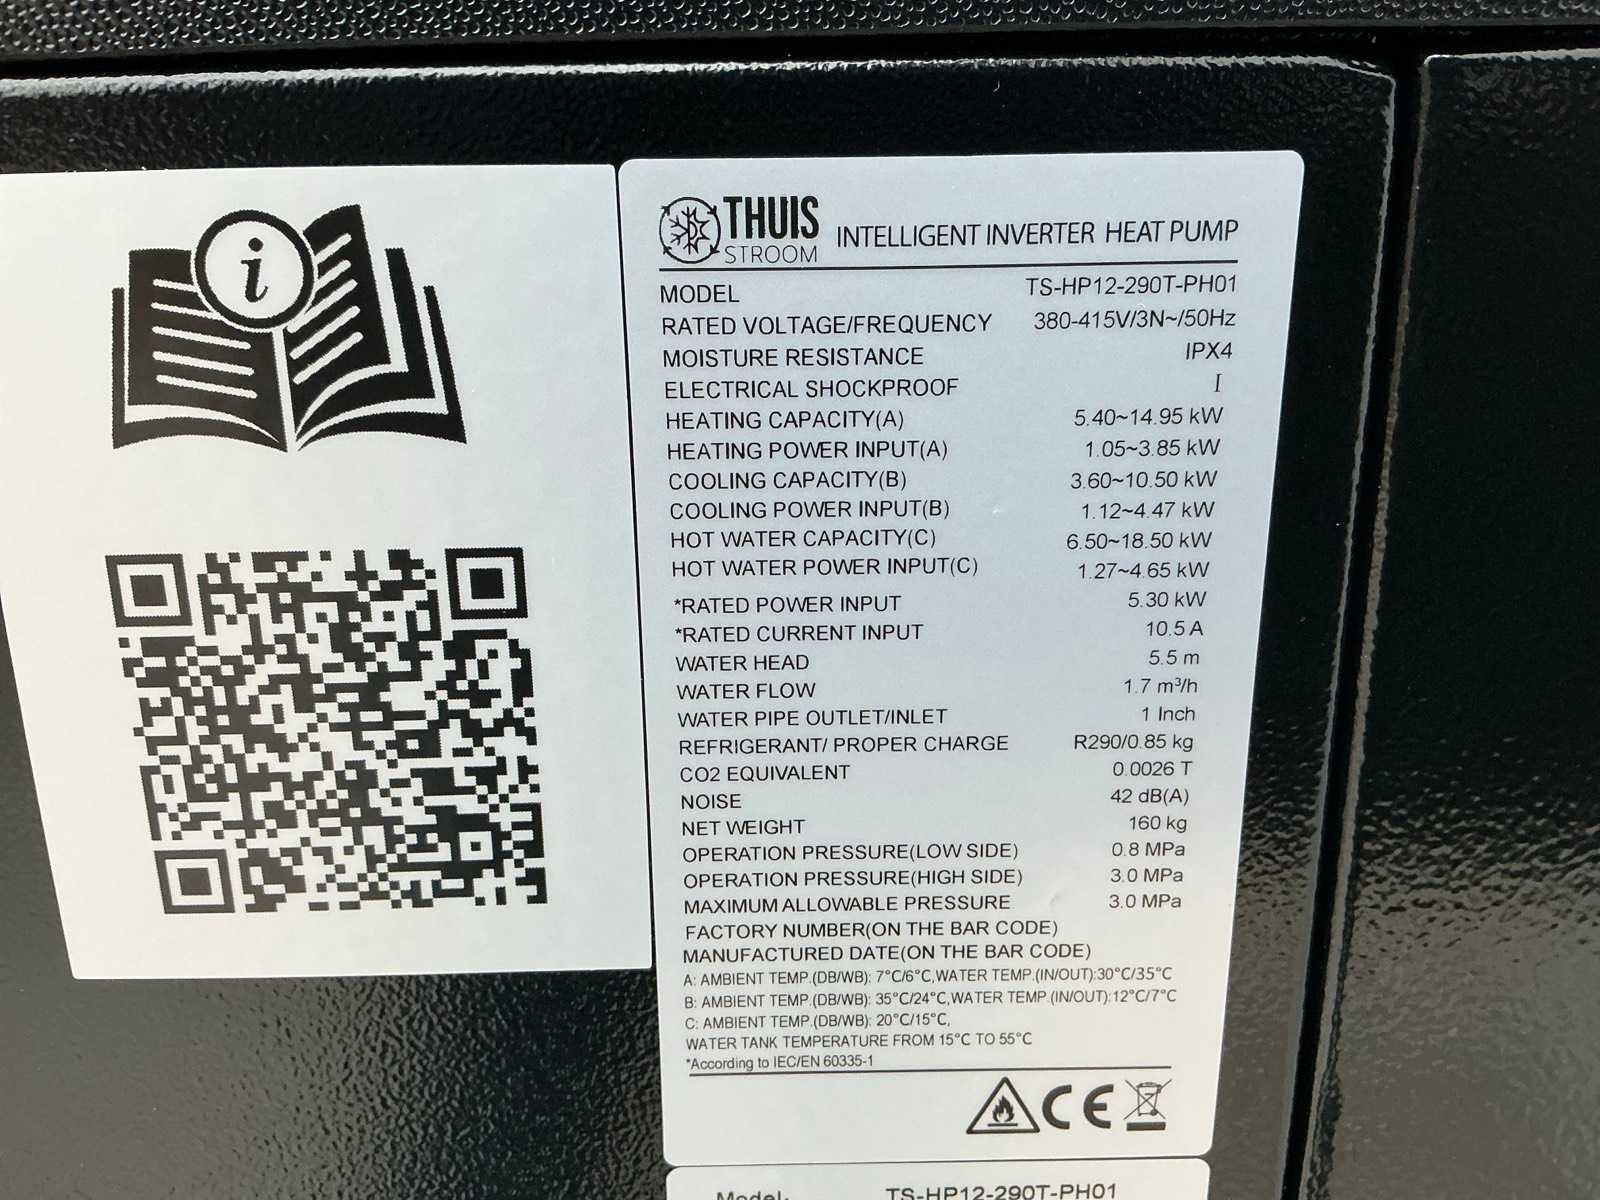 i
THUIS
STROOM
INTELLIGENT INVERTER HEAT PUMP
MODEL TS-HP12-290T-PH01
RATED VOLTAGE/FREQUENCY 380-415V/3N~/50Hz
MOISTURE RESISTANCE IPX4
ELECTRICAL SHOCKPROOF I
HEATING CAPACITY(A) 5.40~14.95 kW
HEATING POWER INPUT(A) 1.05~3.85 kW
COOLING CAPACITY(B) 3.60~10.50 kW
COOLING POWER INPUT(B) 1.12~4.47 kW
HOT WATER CAPACITY(C) 6.50~18.50 kW
HOT WATER POWER INPUT(C) 1.27~4.65 kW
*RATED POWER INPUT 5.30 kW
*RATED CURRENT INPUT 10.5 A
WATER HEAD 5.5 m
WATER FLOW 1.7 m³/h
WATER PIPE OUTLET/INLET 1 Inch
REFRIGERANT/ PROPER CHARGE R290/0.85 kg
CO2 EQUIVALENT 0.0026 T
NOISE 42 dB(A)
NET WEIGHT 160 kg
OPERATION PRESSURE(LOW SIDE) 0.8 MPa
OPERATION PRESSURE(HIGH SIDE) 3.0 MPa
MAXIMUM ALLOWABLE PRESSURE 3.0 MPa
FACTORY NUMBER(ON THE BAR CODE)
MANUFACTURED DATE(ON THE BAR CODE)
A: AMBIENT TEMP.(DB/WB): 7°C/6°C,WATER TEMP.(IN/OUT):30°C/35°C
B: AMBIENT TEMP.(DB/WB): 35°C/24°C,WATER TEMP.(IN/OUT):12°C/7°C
C: AMBIENT TEMP.(DB/WB): 20°C/15°C,
WATER TANK TEMPERATURE FROM 15°C TO 55°C
*According to IEC/EN 60335-1
CE
Model: TS-HP12-290T-PH01